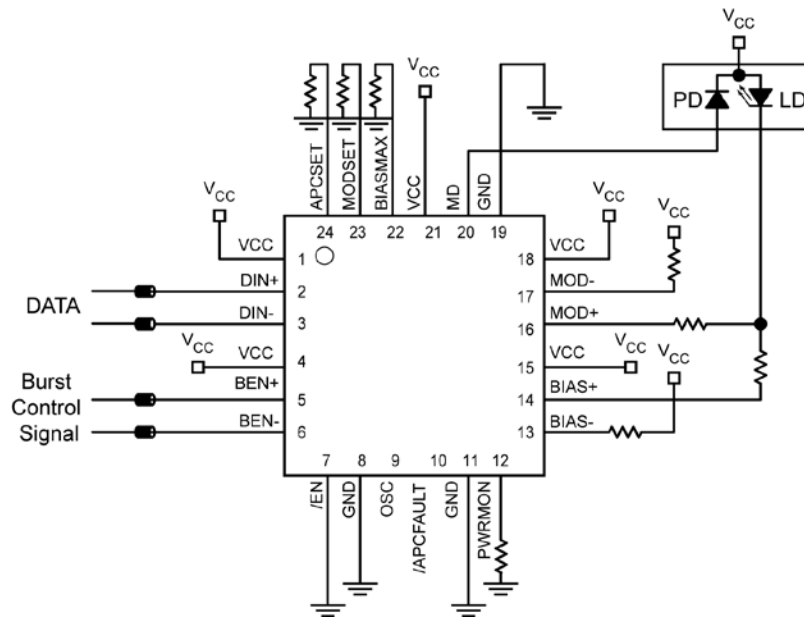 VCC
VCC
PD
LD
APCSET
MODSET
BIASMAX
VCC
MD
GND
VCC
VCC
VCC
24
23
22
21
20
19
VCC
1
18
VCC
DIN+
2
17
MOD-
DATA
DIN-
3
16
MOD+
VCC
VCC
VCC
VCC
4
15
VCC
Burst
Control
Signal
BEN+
5
14
BIAS+
BEN-
6
13
BIAS-
7
8
9
10
11
12
/EN
GND
OSC
/APCFAULT
GND
PWRMON